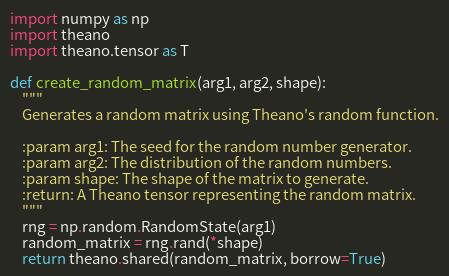 import numpy as np
import theano
import theano.tensor as T

def create_random_matrix(arg1, arg2, shape):
    """
    Generates a random matrix using Theano's random function.

    :param arg1: The seed for the random number generator.
    :param arg2: The distribution of the random numbers.
    :param shape: The shape of the matrix to generate.
    :return: A Theano tensor representing the random matrix.
    """
    rng = np.random.RandomState(arg1)
    random_matrix = rng.rand(*shape)
    return theano.shared(random_matrix, borrow=True)